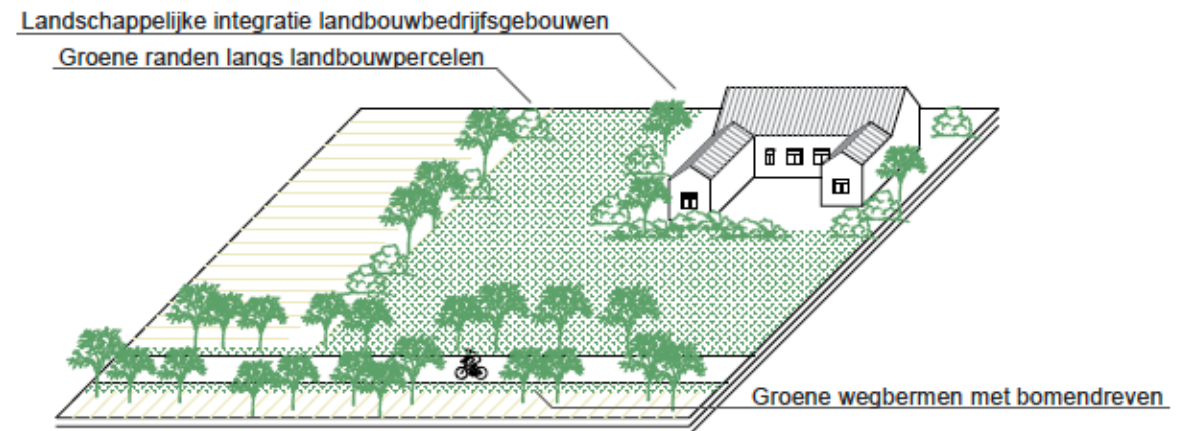 Landschappelijke integratie landbouwbedrijfsgebouwen
Groene randen langs landbouwpercelen
Groene wegbermen met bomendreven